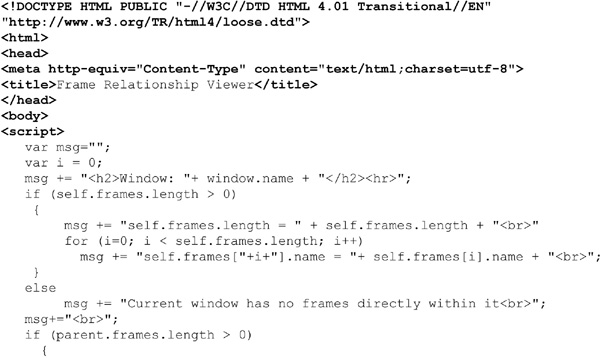 <!DOCTYPE HTML PUBLIC "-//W3C//DTD HTML 4.01 Transitional//EN"
"http://www.w3.org/TR/html4/loose.dtd">
<html>
<head>
<meta http-equiv="Content-Type" content="text/html;charset=utf-8">
<title>Frame Relationship Viewer</title>
</head>
<body>
<script>
   var msg="";
   var i = 0;
   msg += "<h2>Window: "+ window.name + "</h2><hr>";
   if (self.frames.length > 0)
    {
        msg += "self.frames.length = " + self.frames.length + "<br>"
        for (i=0; i < self.frames.length; i++)
          msg += "self.frames["+i+"].name = "+ self.frames[i].name + "<br>";
    }
   else
        msg += "Current window has no frames directly within it<br>";
   msg+="<br>";
   if (parent.frames.length > 0)
     {